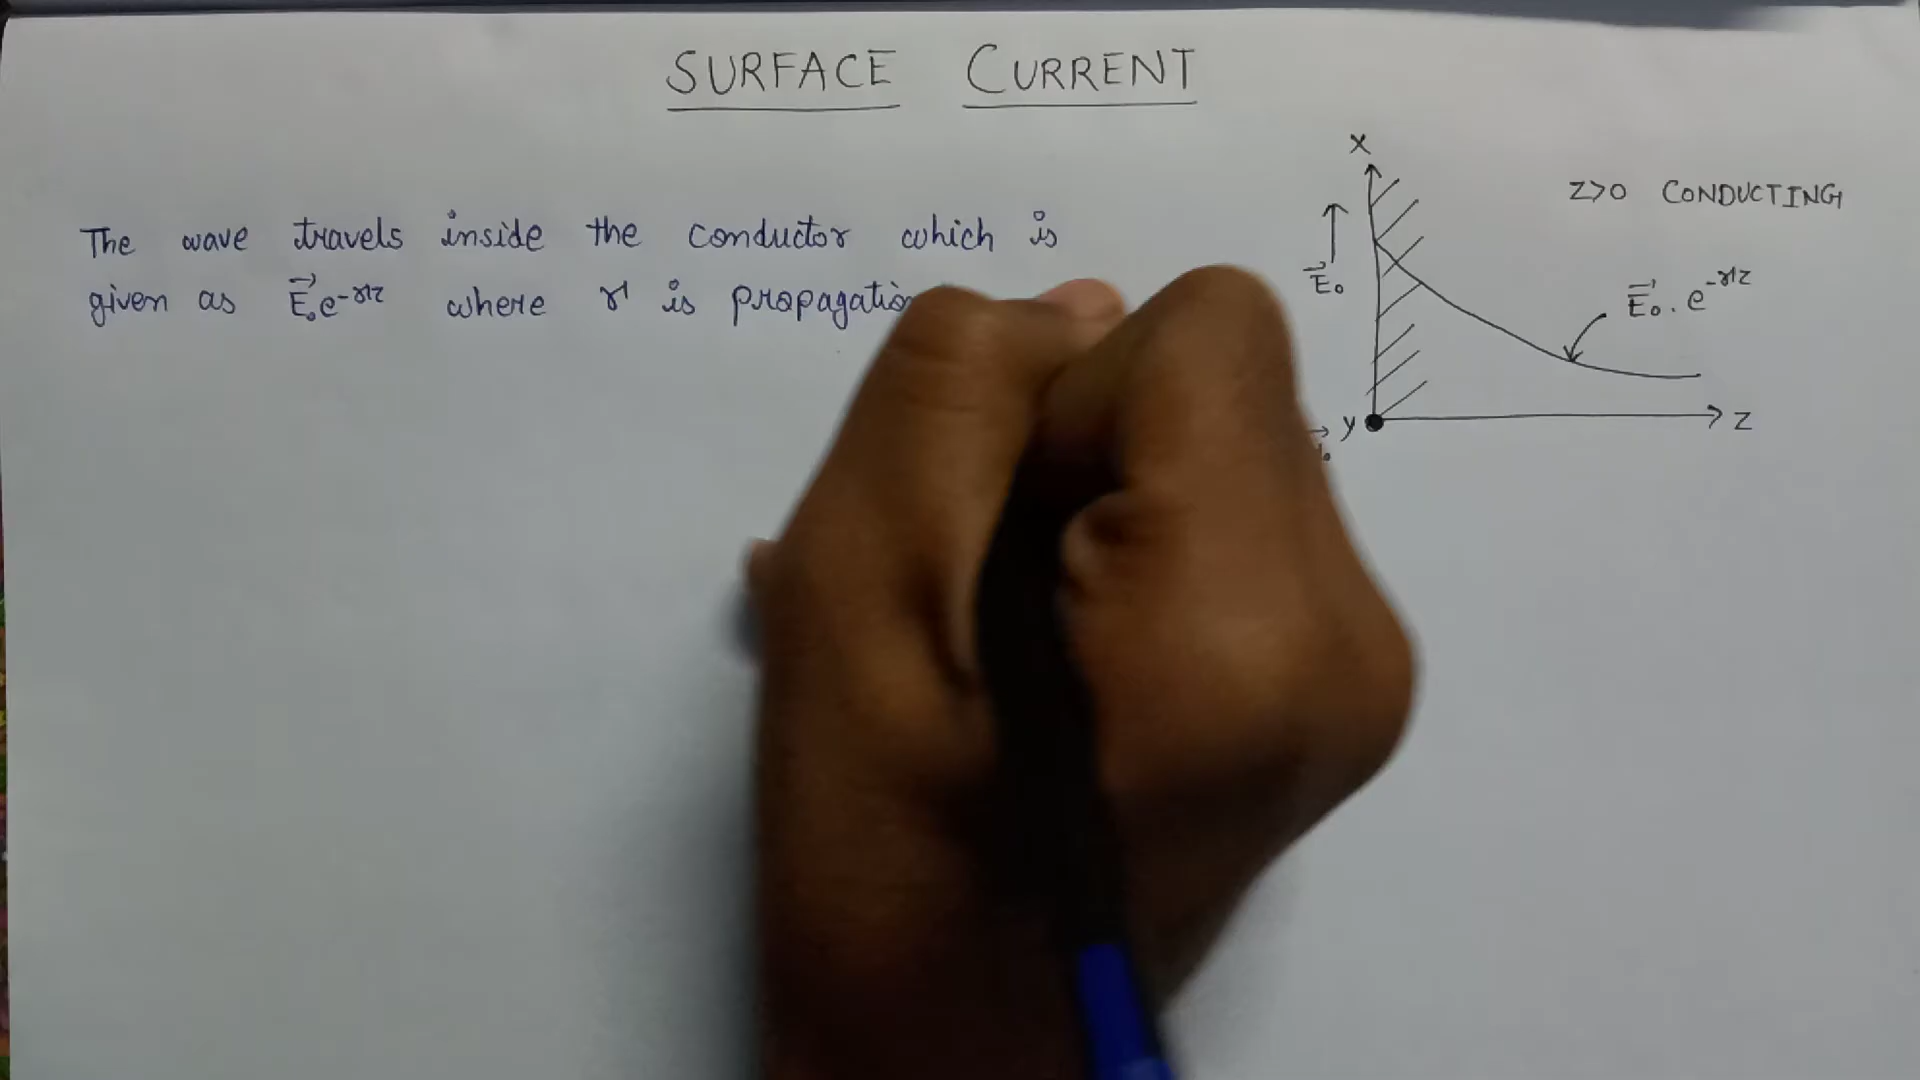 SURFACE CURRENT
The wave travels inside the conductor which is
given as E⃗₀e^-γz where γ is propagation
X
Z>0 CONDUCTING
E⃗₀
E⃗₀ . e^-γz
y
Z